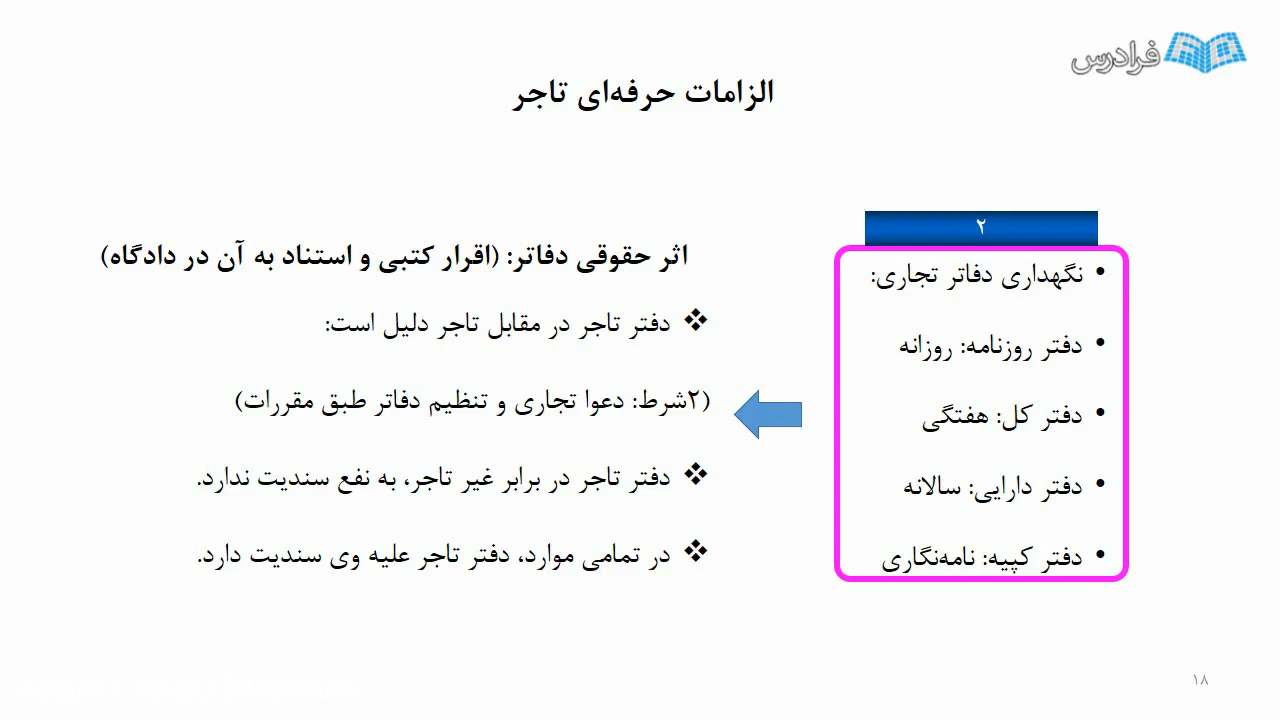 فرادرس
الزامات حرفه‌ای تاجر
۲
• نگهداری دفاتر تجاری:
• دفتر روزنامه: روزانه
• دفتر کل: هفتگی
• دفتر دارایی: سالانه
• دفتر کپیه: نامه‌نگاری
اثر حقوقی دفاتر: (اقرار کتبی و استناد به آن در دادگاه)
❖ دفتر تاجر در مقابل تاجر دلیل است:
(۲شرط: دعوا تجاری و تنظیم دفاتر طبق مقررات)
❖ دفتر تاجر در برابر غیر تاجر، به نفع سندیت ندارد.
❖ در تمامی موارد، دفتر تاجر علیه وی سندیت دارد.
۱۸